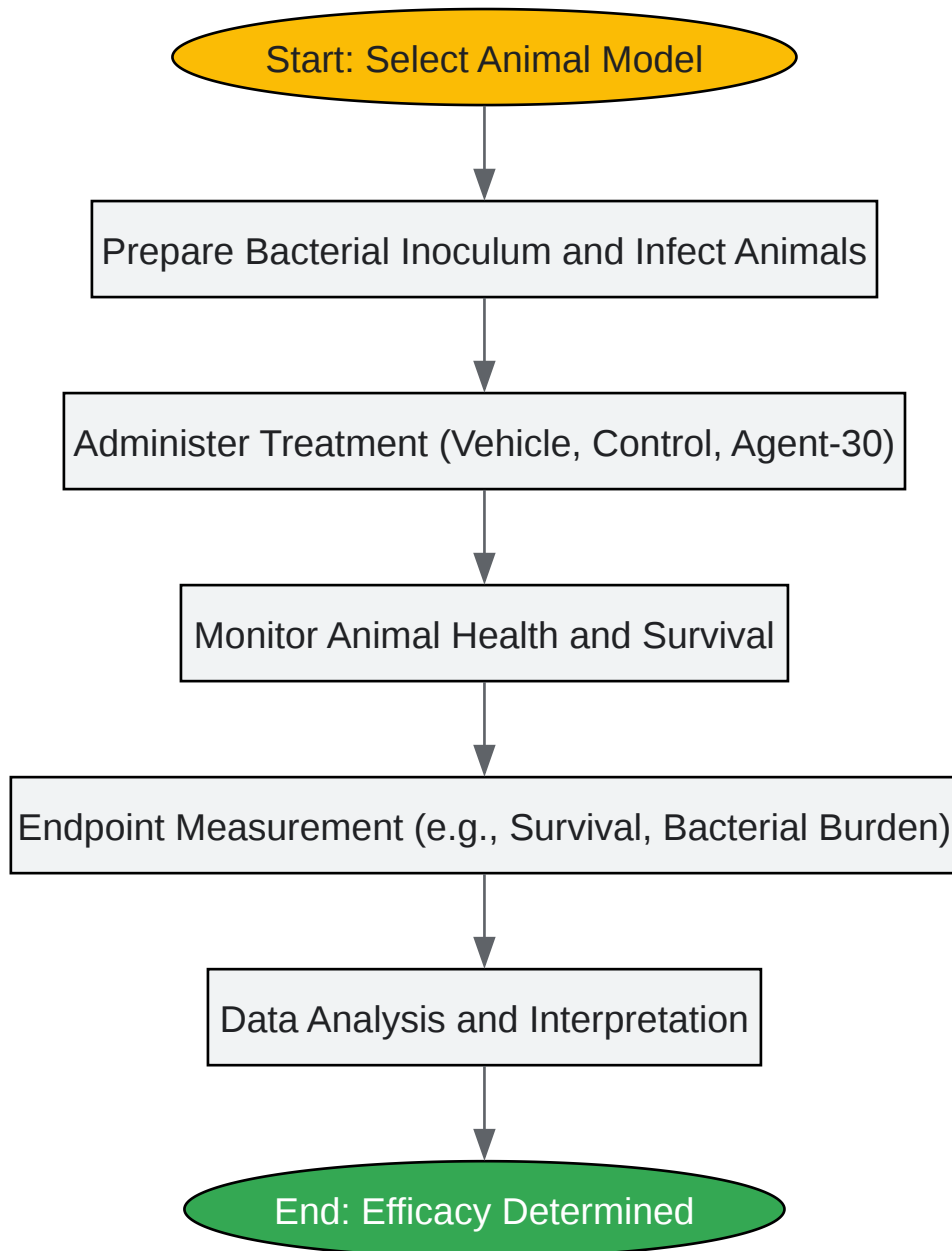 Start: Select Animal Model
Prepare Bacterial Inoculum and Infect Animals
Administer Treatment (Vehicle, Control, Agent-30)
Monitor Animal Health and Survival
Endpoint Measurement (e.g., Survival, Bacterial Burden)
Data Analysis and Interpretation
End: Efficacy Determined